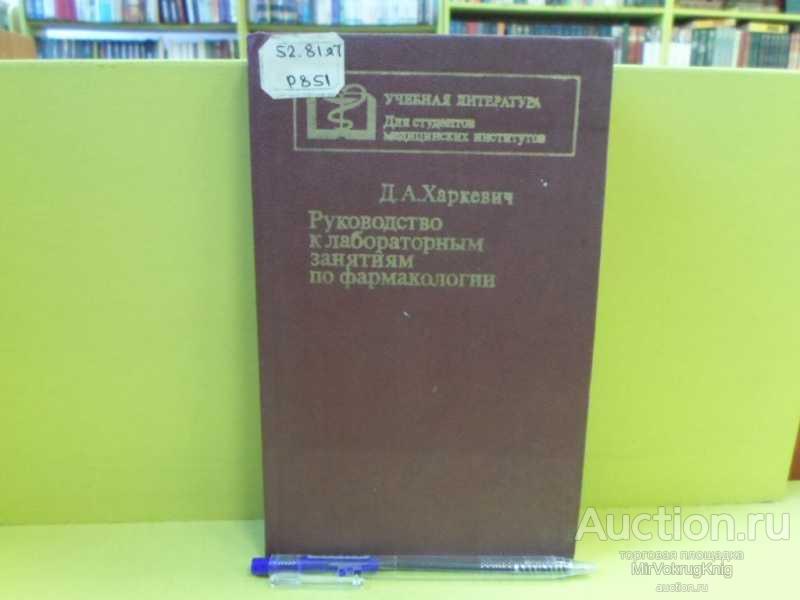 52.81я7
Р851
УЧЕБНАЯ ЛИТЕРАТУРА
Для студентов
медицинских институтов
Д.А.Харкевич
Руководство
к лабораторным
занятиям
по фармакологии
Auction.ru
торговая площадка
MirVokrugKnig
auction.ru